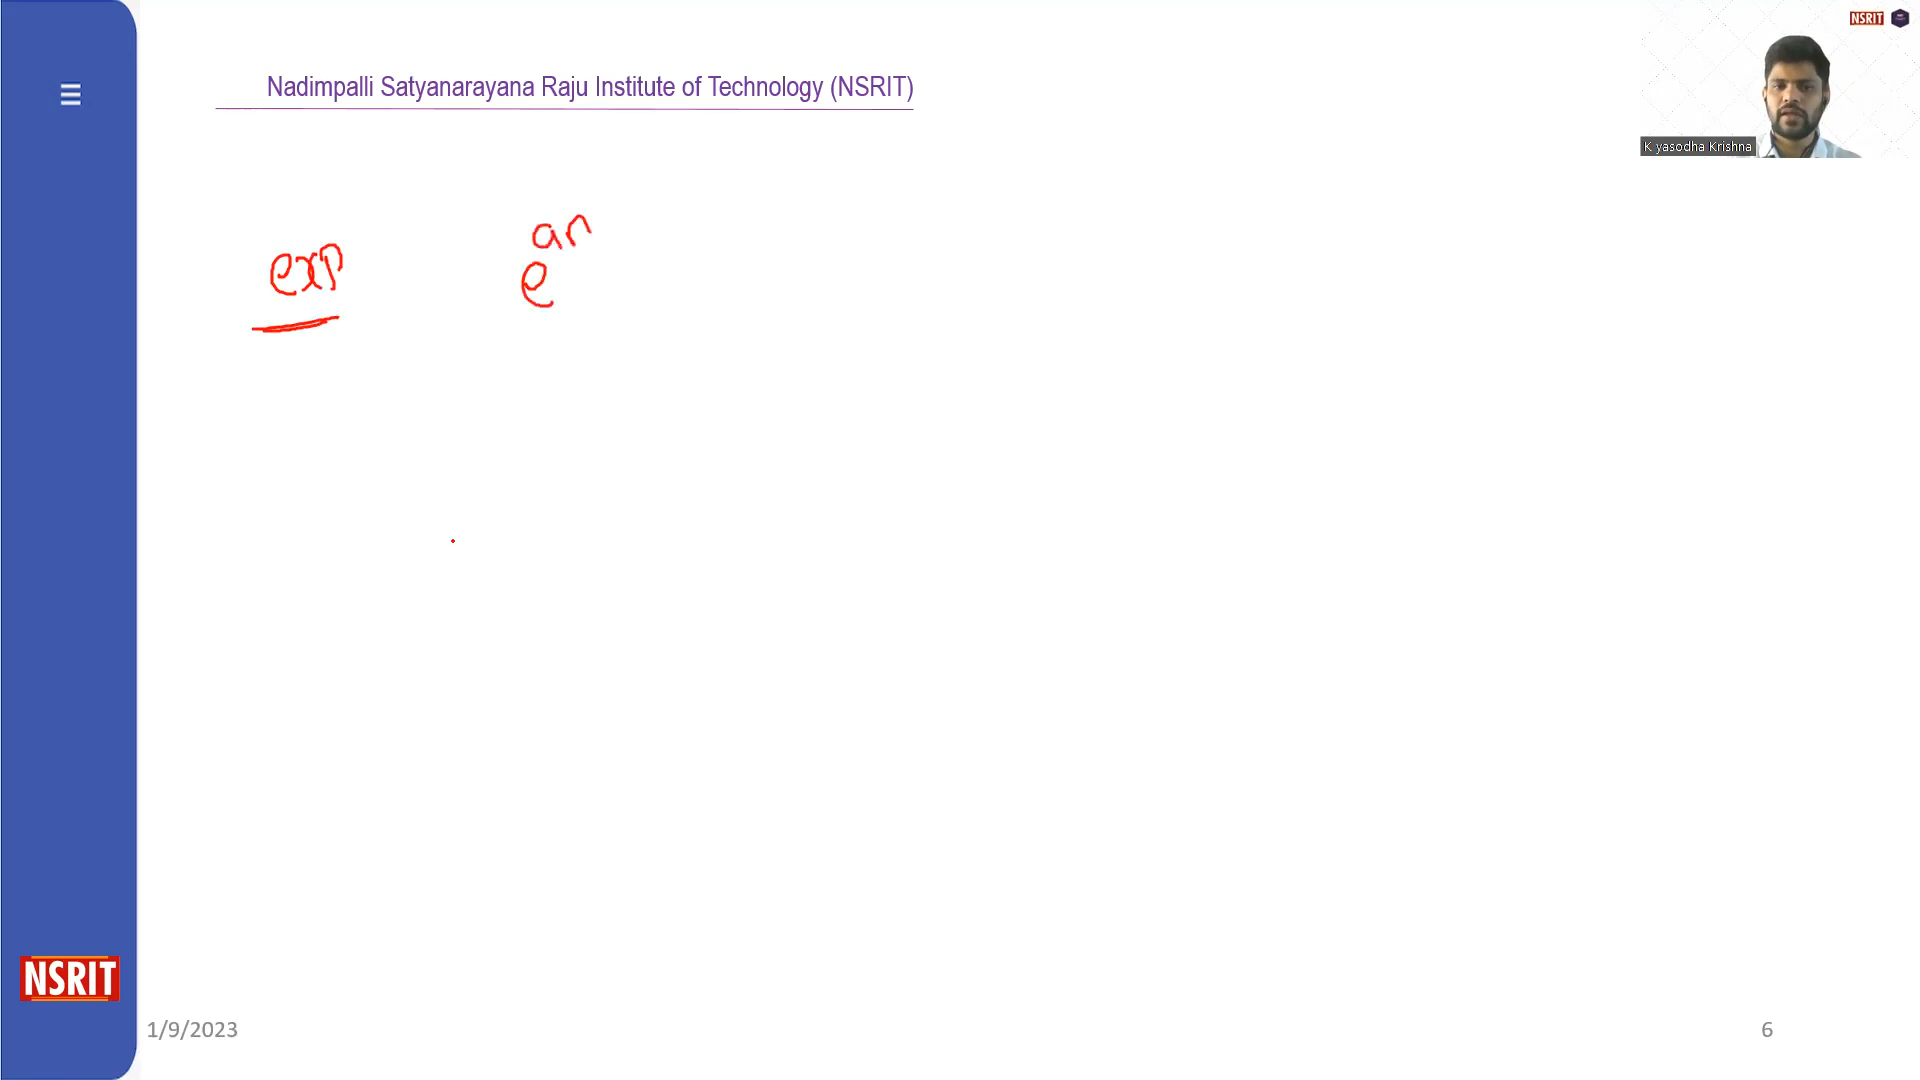 NSRIT
Nadimpalli Satyanarayana Raju Institute of Technology (NSRIT)
K yasodha Krishna
exp e^an
NSRIT
1/9/2023
6